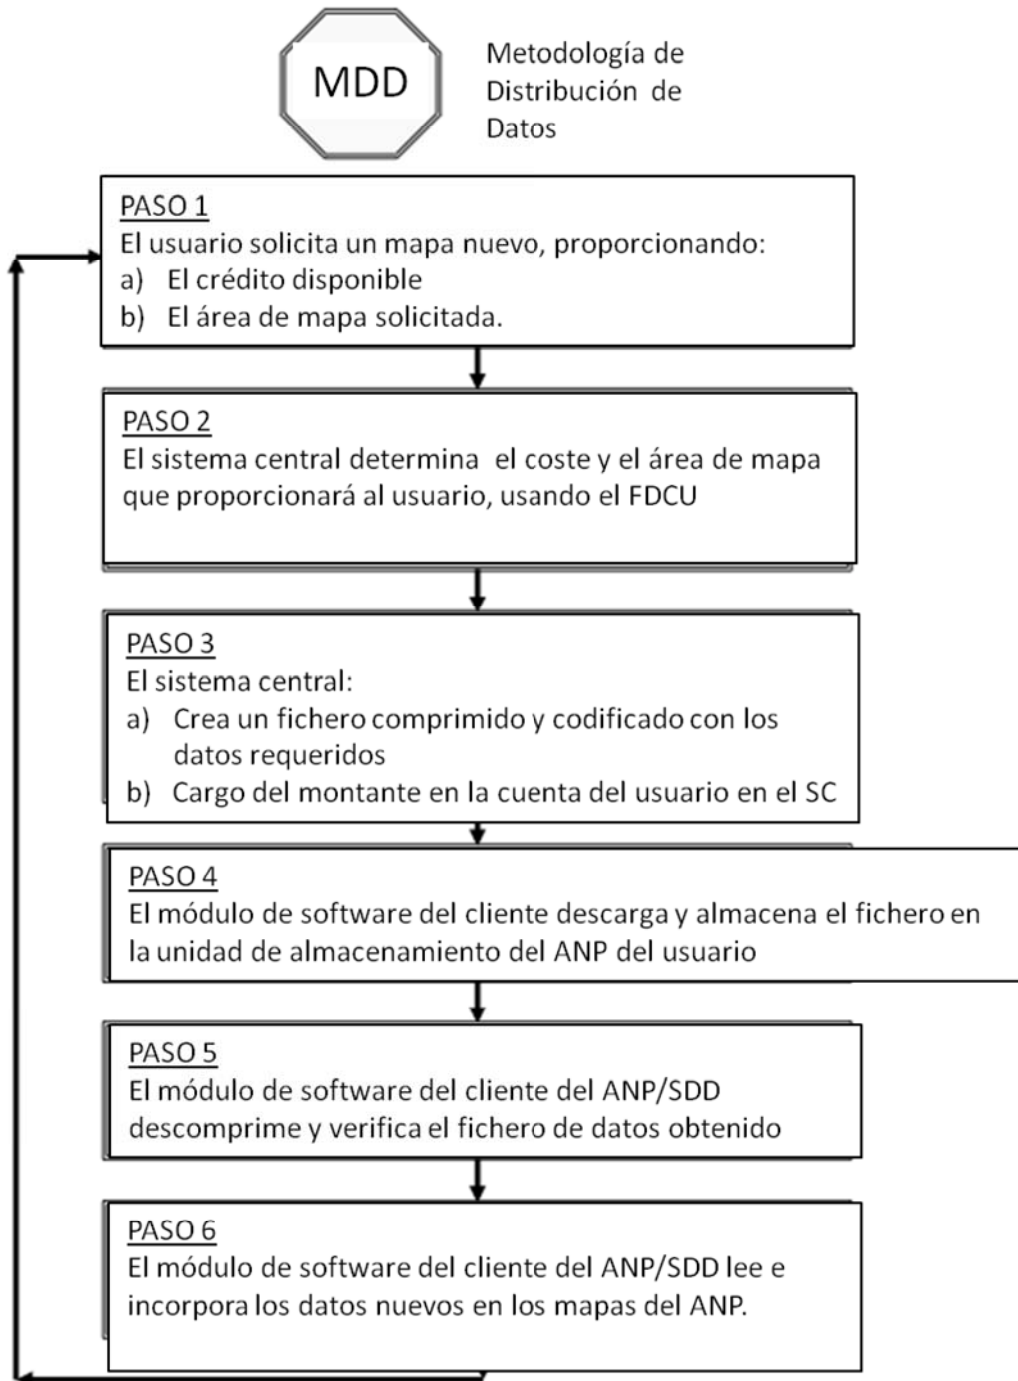 MDD
Metodología de
Distribución de
Datos
PASO 1
El usuario solicita un mapa nuevo, proporcionando:
a) El crédito disponible
b) El área de mapa solicitada.
PASO 2
El sistema central determina el coste y el área de mapa
que proporcionará al usuario, usando el FDCU
PASO 3
El sistema central:
a) Crea un fichero comprimido y codificado con los
datos requeridos
b) Cargo del montante en la cuenta del usuario en el SC
PASO 4
El módulo de software del cliente descarga y almacena el fichero en
la unidad de almacenamiento del ANP del usuario
PASO 5
El módulo de software del cliente del ANP/SDD
descomprime y verifica el fichero de datos obtenido
PASO 6
El módulo de software del cliente del ANP/SDD lee e
incorpora los datos nuevos en los mapas del ANP.